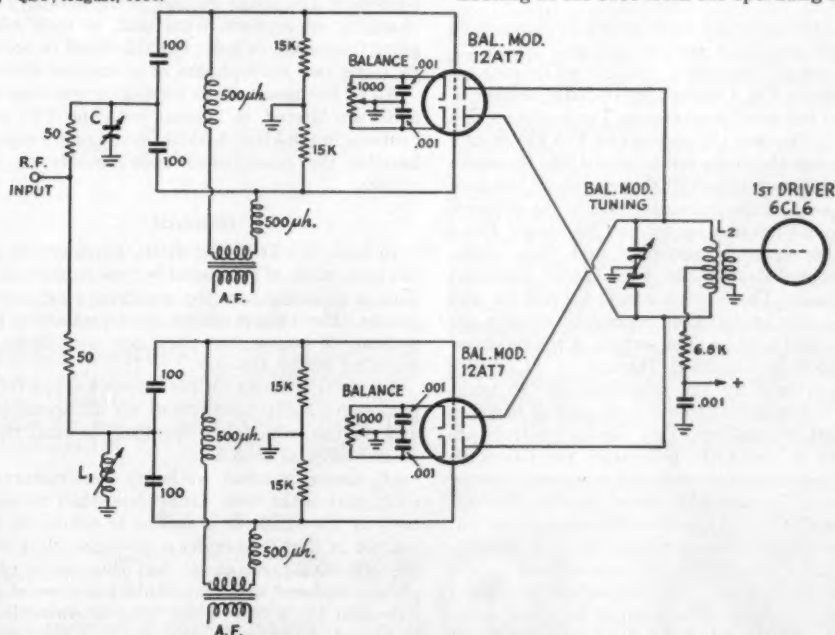 100
50
C
R.F.
INPUT
100
500µh.
15K
15K
500µh.
A.F.
BALANCE
1000
.001
.001
BAL. MOD.
12AT7
BAL. MOD.
TUNING
L2
1ST DRIVER
6CL6
6.8K
+
.001
50
L1
100
100
500µh.
15K
15K
500µh.
A.F.
BALANCE
1000
.001
.001
BAL. MOD.
12AT7